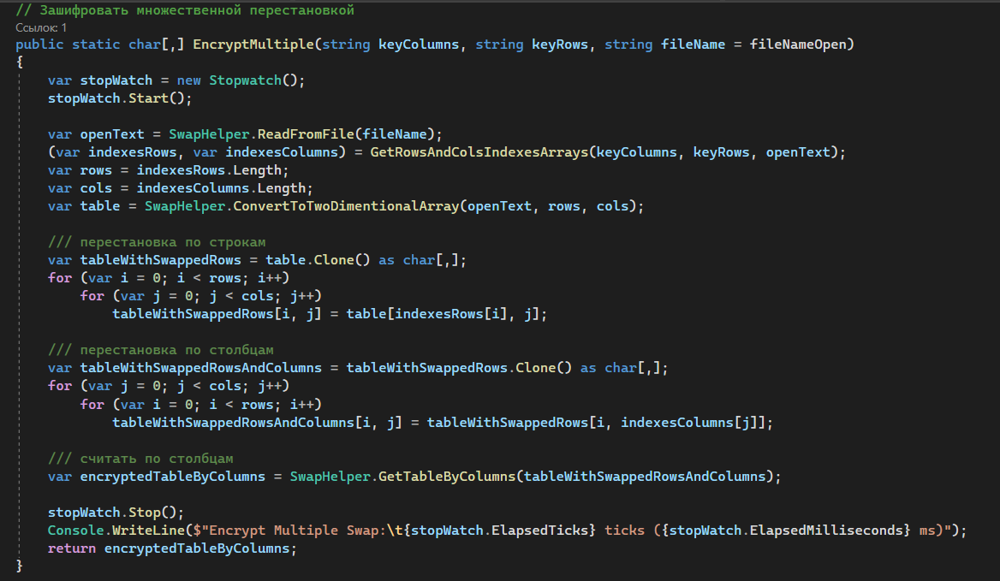 // Зашифровать множественной перестановкой
Ссылок: 1
public static char[,] EncryptMultiple(string keyColumns, string keyRows, string fileName = fileNameOpen)
{
    var stopWatch = new Stopwatch();
    stopWatch.Start();

    var openText = SwapHelper.ReadFromFile(fileName);
    (var indexesRows, var indexesColumns) = GetRowsAndColsIndexesArrays(keyColumns, keyRows, openText);
    var rows = indexesRows.Length;
    var cols = indexesColumns.Length;
    var table = SwapHelper.ConvertToTwoDimentionalArray(openText, rows, cols);

    /// перестановка по строкам
    var tableWithSwappedRows = table.Clone() as char[,];
    for (var i = 0; i < rows; i++)
        for (var j = 0; j < cols; j++)
            tableWithSwappedRows[i, j] = table[indexesRows[i], j];

    /// перестановка по столбцам
    var tableWithSwappedRowsAndColumns = tableWithSwappedRows.Clone() as char[,];
    for (var j = 0; j < cols; j++)
        for (var i = 0; i < rows; i++)
            tableWithSwappedRowsAndColumns[i, j] = tableWithSwappedRows[i, indexesColumns[j]];

    /// считать по столбцам
    var encryptedTableByColumns = SwapHelper.GetTableByColumns(tableWithSwappedRowsAndColumns);

    stopWatch.Stop();
    Console.WriteLine($"Encrypt Multiple Swap:\t{stopWatch.ElapsedTicks} ticks ({stopWatch.ElapsedMilliseconds} ms)");
    return encryptedTableByColumns;
}